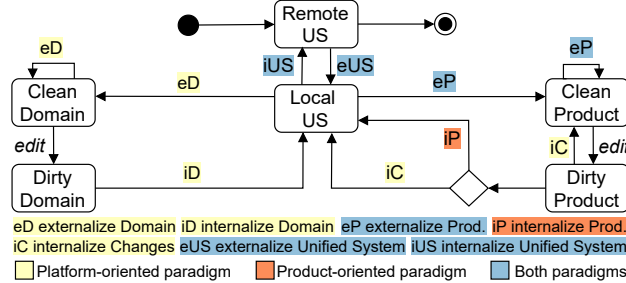 Remote
US
eD
iUS
eUS
eP
Clean
Domain
eD
Local
US
eP
Clean
Product
edit
iP
iC
edit
Dirty
Domain
iD
iC
Dirty
Product
eD externalize Domain iD internalize Domain eP externalize Prod. iP internalize Prod.
iC internalize Changes eUS externalize Unified System iUS internalize Unified System
Platform-oriented paradigm Product-oriented paradigm Both paradigms